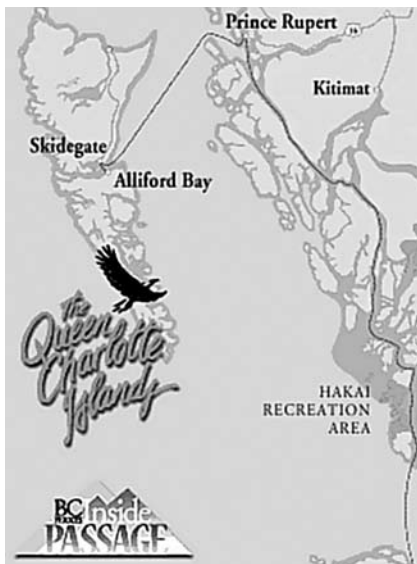 Prince Rupert
16
Kitimat
Skidegate
Alliford Bay
The
Queen
Charlotte
Islands
HAKAI
RECREATION
AREA
BC
Inside
PASSAGE